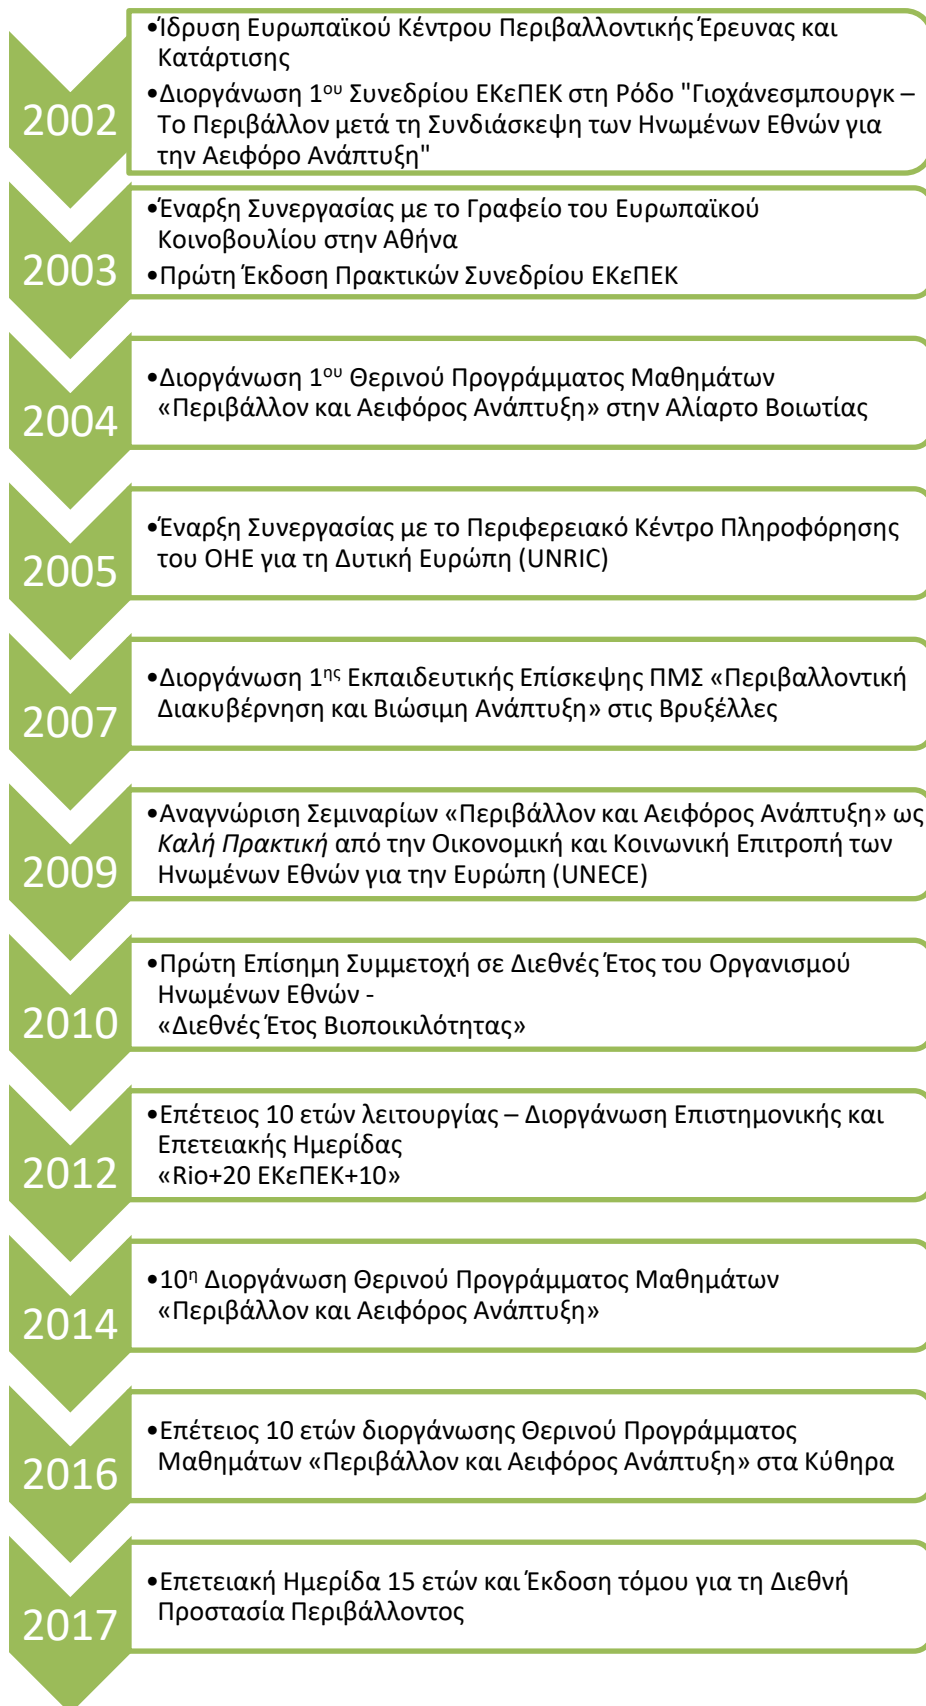 2002
•Ίδρυση Ευρωπαϊκού Κέντρου Περιβαλλοντικής Έρευνας και
Κατάρτισης
•Διοργάνωση 1ου Συνεδρίου ΕΚεΠΕΚ στη Ρόδο "Γιοχάνεσμπουργκ –
Το Περιβάλλον μετά τη Συνδιάσκεψη των Ηνωμένων Εθνών για
την Αειφόρο Ανάπτυξη"
2003
•Έναρξη Συνεργασίας με το Γραφείο του Ευρωπαϊκού
Κοινοβουλίου στην Αθήνα
•Πρώτη Έκδοση Πρακτικών Συνεδρίου ΕΚεΠΕΚ
2004
•Διοργάνωση 1ου Θερινού Προγράμματος Μαθημάτων
«Περιβάλλον και Αειφόρος Ανάπτυξη» στην Αλίαρτο Βοιωτίας
2005
•Έναρξη Συνεργασίας με το Περιφερειακό Κέντρο Πληροφόρησης
του ΟΗΕ για τη Δυτική Ευρώπη (UNRIC)
2007
•Διοργάνωση 1ης Εκπαιδευτικής Επίσκεψης ΠΜΣ «Περιβαλλοντική
Διακυβέρνηση και Βιώσιμη Ανάπτυξη» στις Βρυξέλλες
2009
•Αναγνώριση Σεμιναρίων «Περιβάλλον και Αειφόρος Ανάπτυξη» ως
Καλή Πρακτική από την Οικονομική και Κοινωνική Επιτροπή των
Ηνωμένων Εθνών για την Ευρώπη (UNECE)
2010
•Πρώτη Επίσημη Συμμετοχή σε Διεθνές Έτος του Οργανισμού
Ηνωμένων Εθνών -
«Διεθνές Έτος Βιοποικιλότητας»
2012
•Επέτειος 10 ετών λειτουργίας – Διοργάνωση Επιστημονικής και
Επετειακής Ημερίδας
«Rio+20 ΕΚεΠΕΚ+10»
2014
•10η Διοργάνωση Θερινού Προγράμματος Μαθημάτων
«Περιβάλλον και Αειφόρος Ανάπτυξη»
2016
•Επέτειος 10 ετών διοργάνωσης Θερινού Προγράμματος
Μαθημάτων «Περιβάλλον και Αειφόρος Ανάπτυξη» στα Κύθηρα
2017
•Επετειακή Ημερίδα 15 ετών και Έκδοση τόμου για τη Διεθνή
Προστασία Περιβάλλοντος